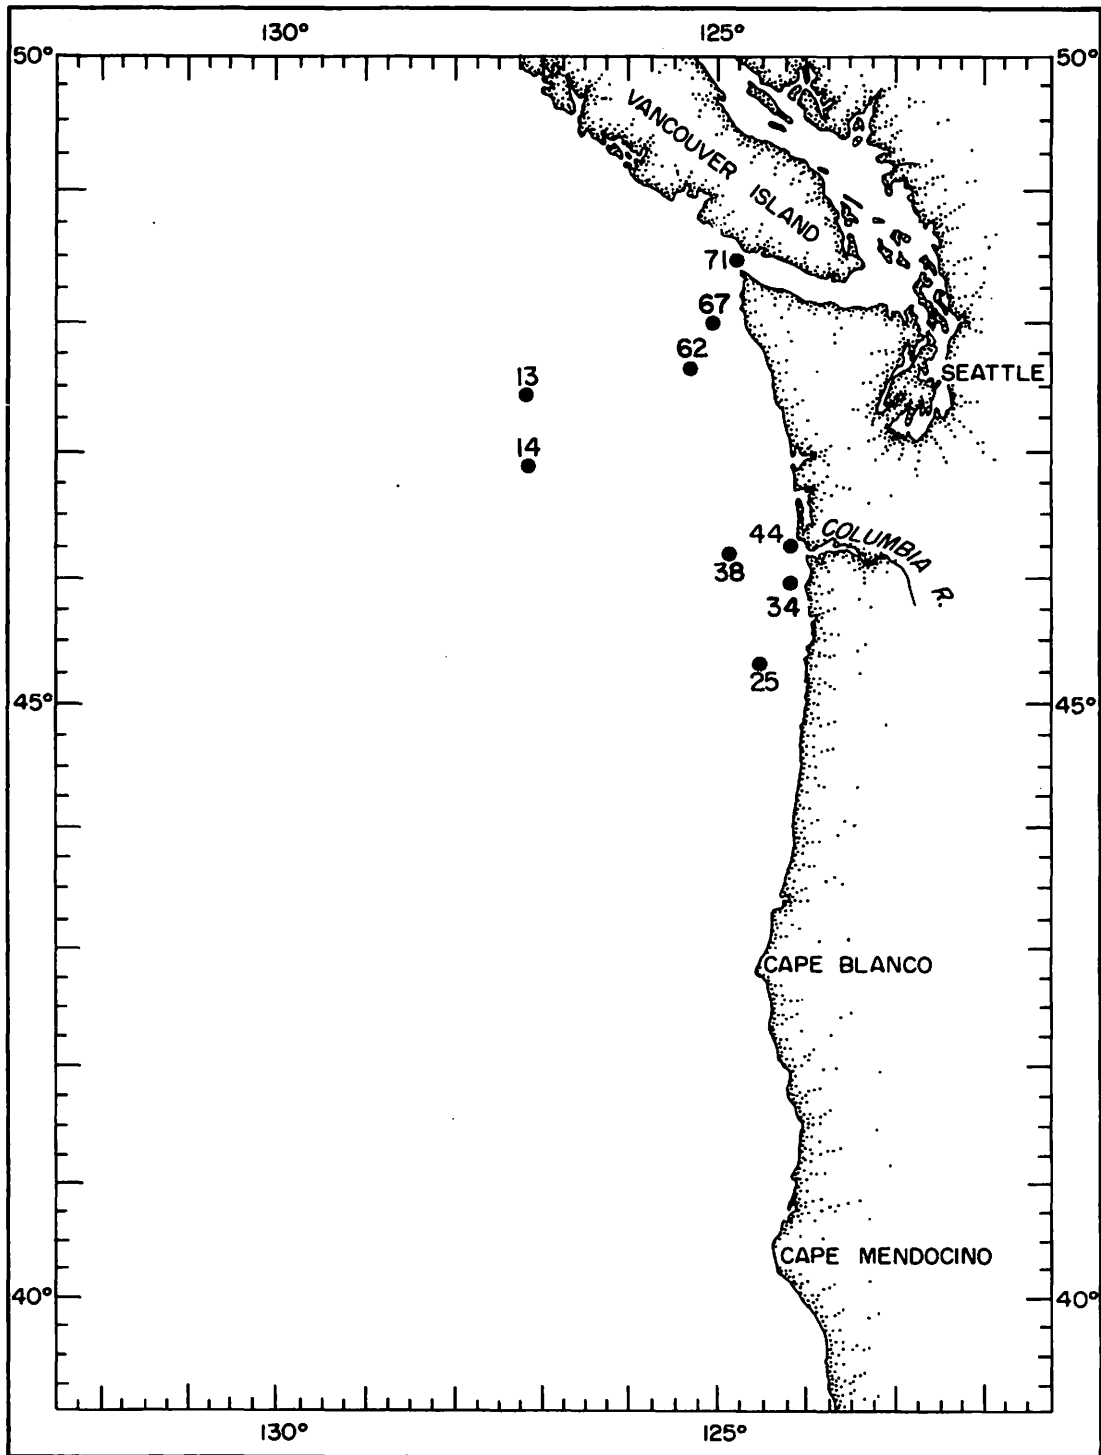 130° 125°
50° 50°
VANCOUVER ISLAND
71
67
62
13
SEATTLE
14
44
COLUMBIA R.
38
34
25
45° 45°
CAPE BLANCO
CAPE MENDOCINO
40° 40°
130° 125°